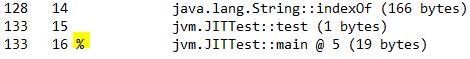 128 14 java.lang.String::indexOf (166 bytes)
133 15 jvm.JITTest::test (1 bytes)
133 16 % jvm.JITTest::main @ 5 (19 bytes)